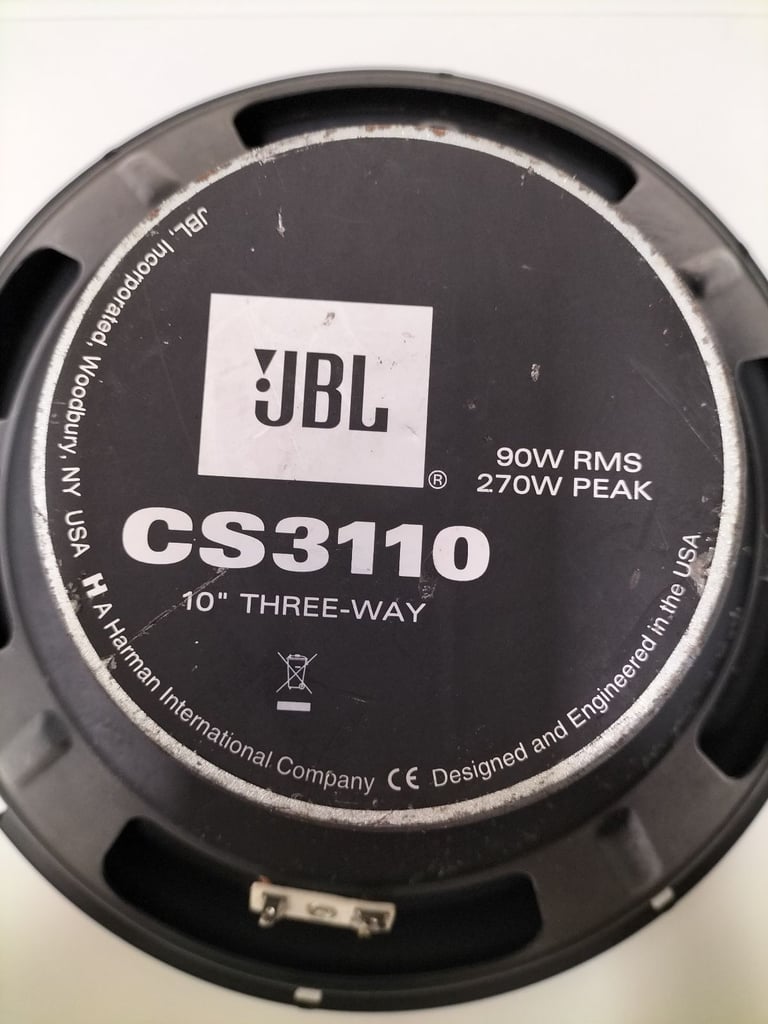 JBL
®
90W RMS
270W PEAK
CS3110
10" THREE-WAY
JBL, Incorporated, Woodbury, NY USA H A Harman International Company CE Designed and Engineered in the USA